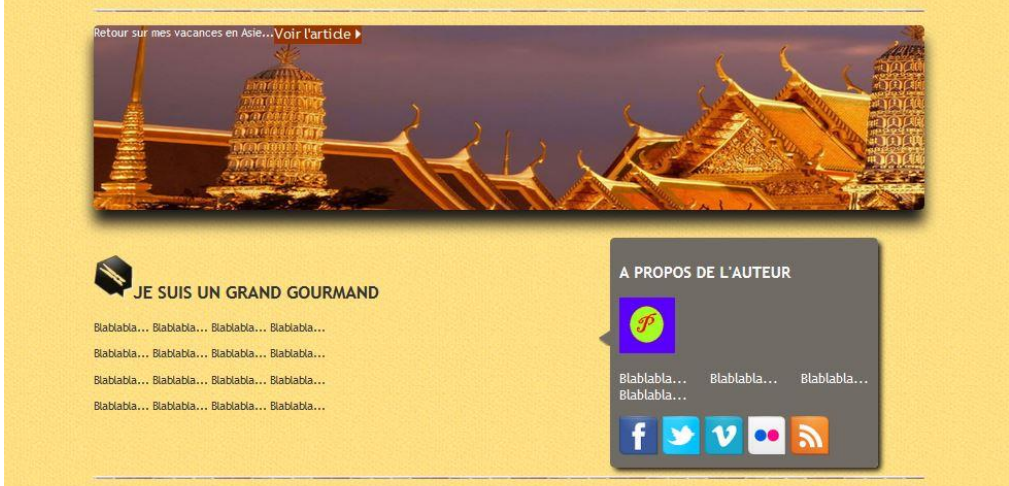 Retour sur mes vacances en Asie...Voir l'article
JE SUIS UN GRAND GOURMAND
Blablabla... Blablabla... Blablabla... Blablabla...
Blablabla... Blablabla... Blablabla... Blablabla...
Blablabla... Blablabla... Blablabla... Blablabla...
Blablabla... Blablabla... Blablabla... Blablabla...
A PROPOS DE L'AUTEUR
P
Blablabla... Blablabla... Blablabla...
Blablabla...